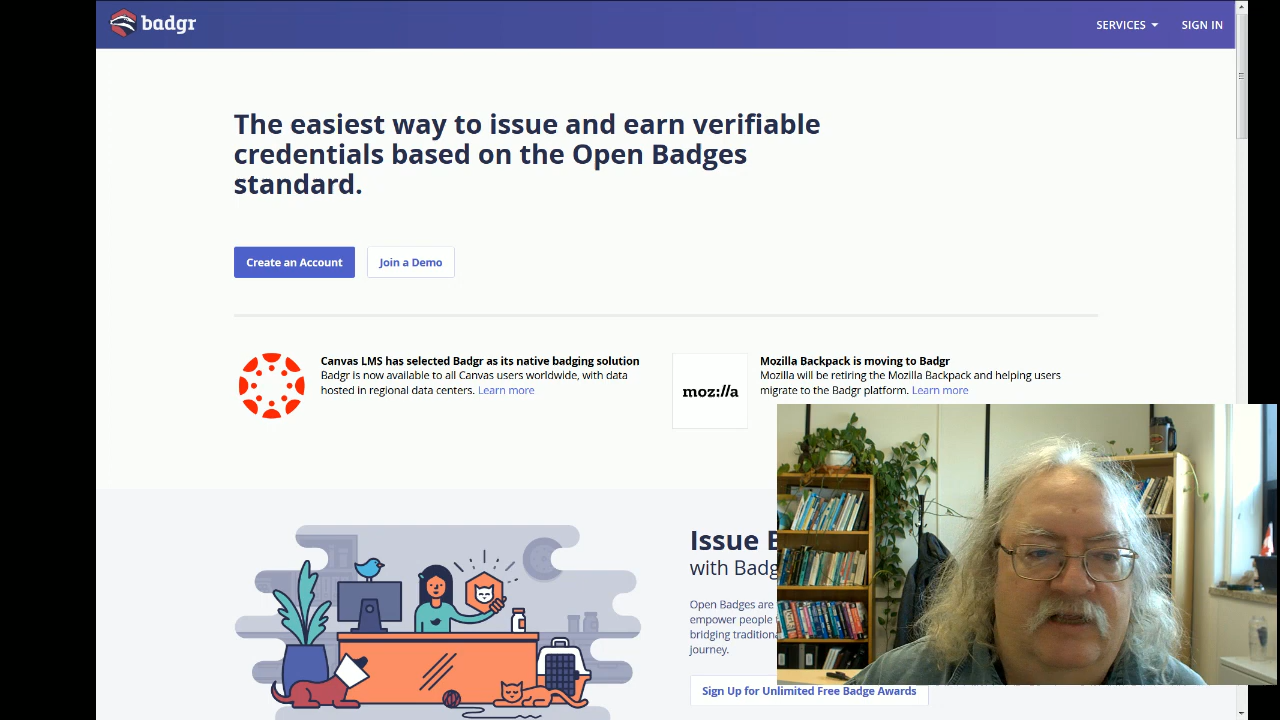 badgr
SERVICES
SIGN IN
The easiest way to issue and earn verifiable
credentials based on the Open Badges
standard.
Create an Account
Join a Demo
Canvas LMS has selected Badgr as its native badging solution
Badgr is now available to all Canvas users worldwide, with data
hosted in regional data centers. Learn more
moz://a
Mozilla Backpack is moving to Badgr
Mozilla will be retiring the Mozilla Backpack and helping users
migrate to the Badgr platform. Learn more
Issue
with Badg
Open Badges are
empower people
bridging traditiona
journey.
Sign Up for Unlimited Free Badge Awards